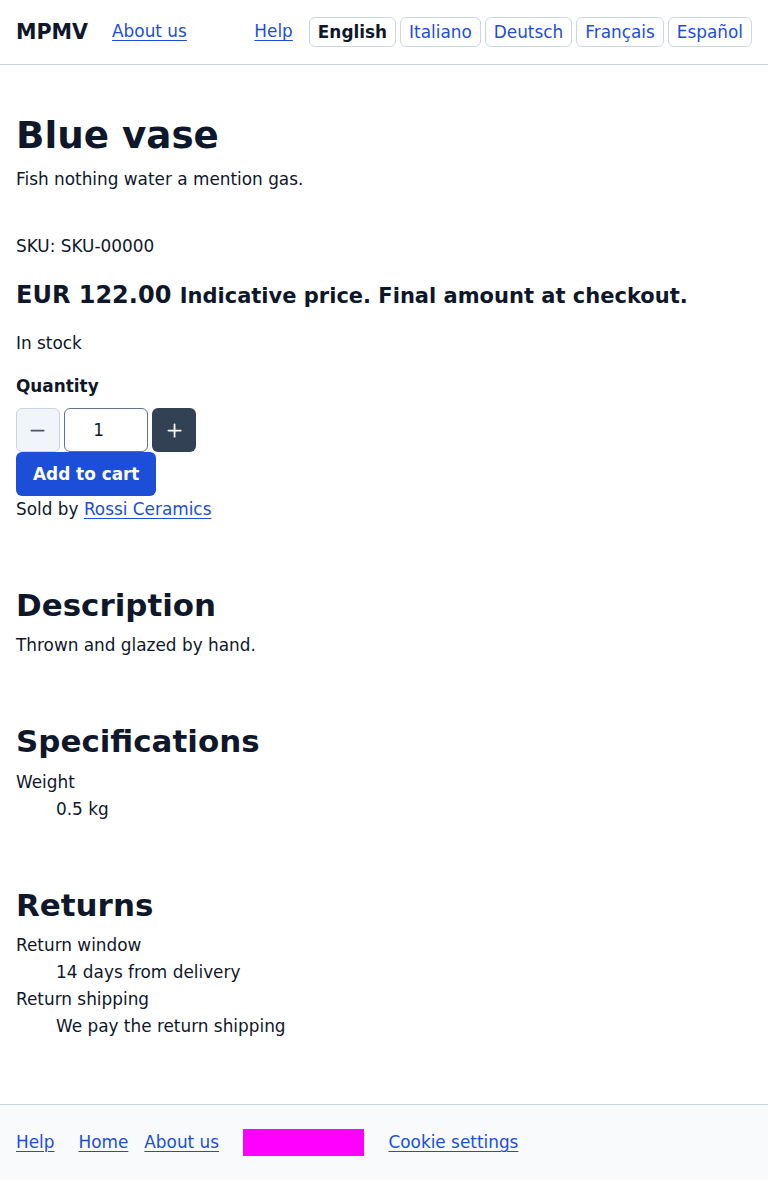 MPMV About us Help English Italiano Deutsch Français Español
Blue vase
Fish nothing water a mention gas.
SKU: SKU-00000
EUR 122.00 Indicative price. Final amount at checkout.
In stock
Quantity
− 1 +
Add to cart
Sold by Rossi Ceramics
Description
Thrown and glazed by hand.
Specifications
Weight
0.5 kg
Returns
Return window
14 days from delivery
Return shipping
We pay the return shipping
Help Home About us Cookie settings